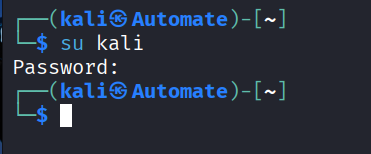 ┌──(kali㉿Automate)-[~]
└─$ su kali
Password:
┌──(kali㉿Automate)-[~]
└─$